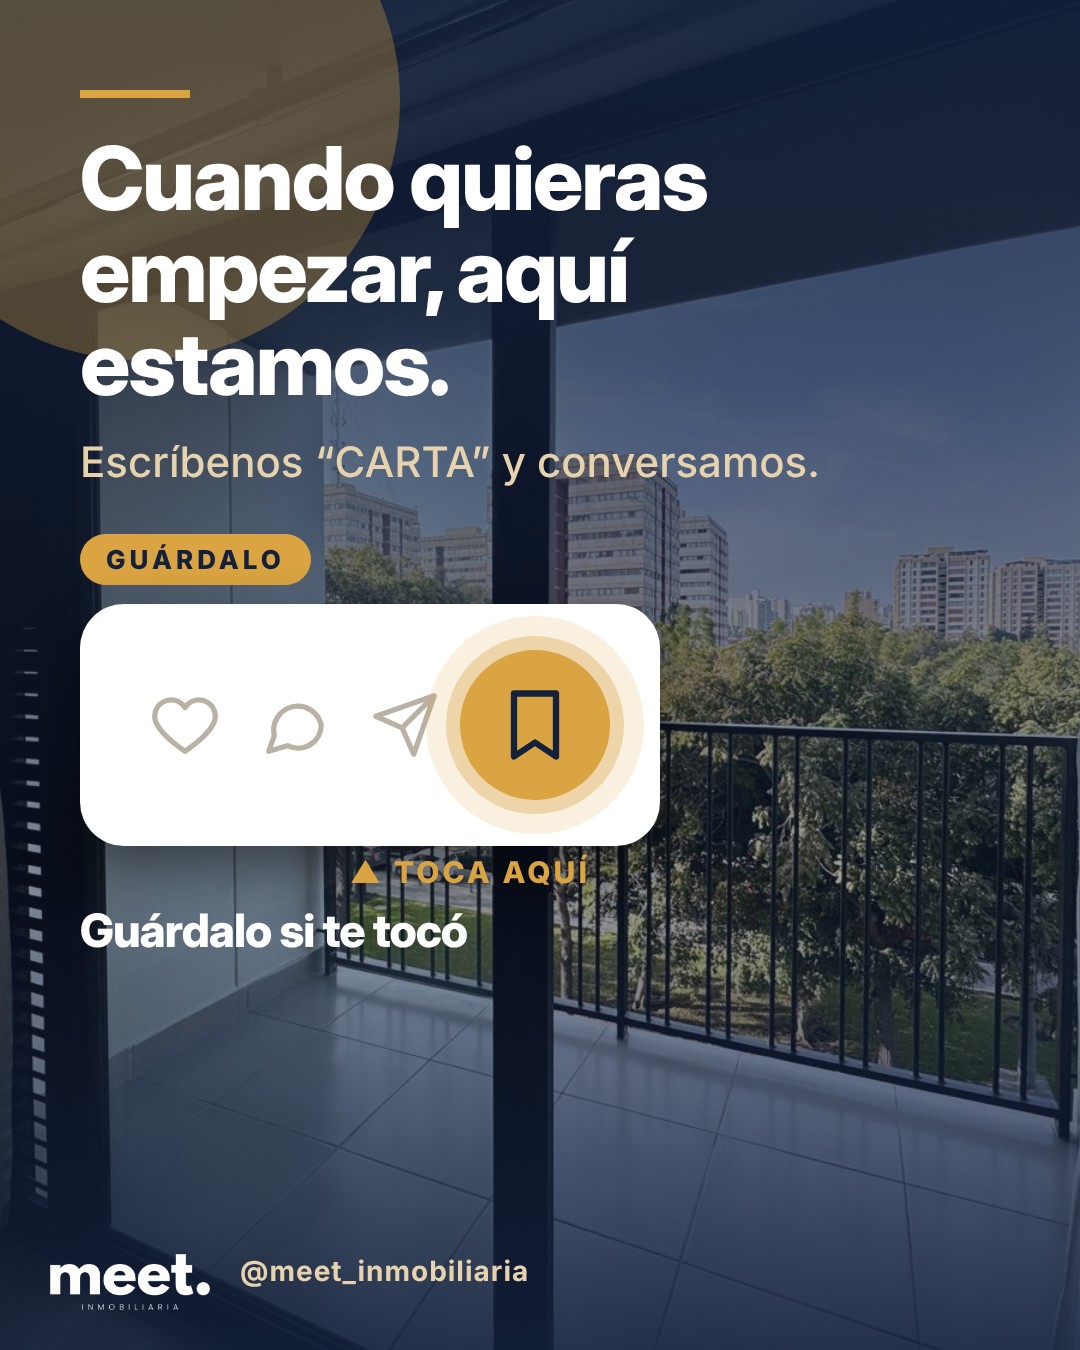 Cuando quieras
empezar, aquí
estamos.
Escríbenos “CARTA” y conversamos.
GUÁRDALO
▲ TOCA AQUÍ
Guárdalo si te tocó
meet.
INMOBILIARIA
@meet_inmobiliaria